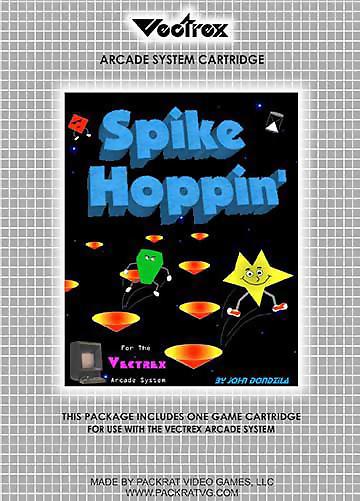 Vectrex
ARCADE SYSTEM CARTRIDGE
Spike
Hoppin'
For The
VECTREX
Arcade System
BY JOHN DONDZILA
THIS PACKAGE INCLUDES ONE GAME CARTRIDGE
FOR USE WITH THE VECTREX ARCADE SYSTEM
MADE BY PACKRAT VIDEO GAMES, LLC
WWW.PACKRATVG.COM